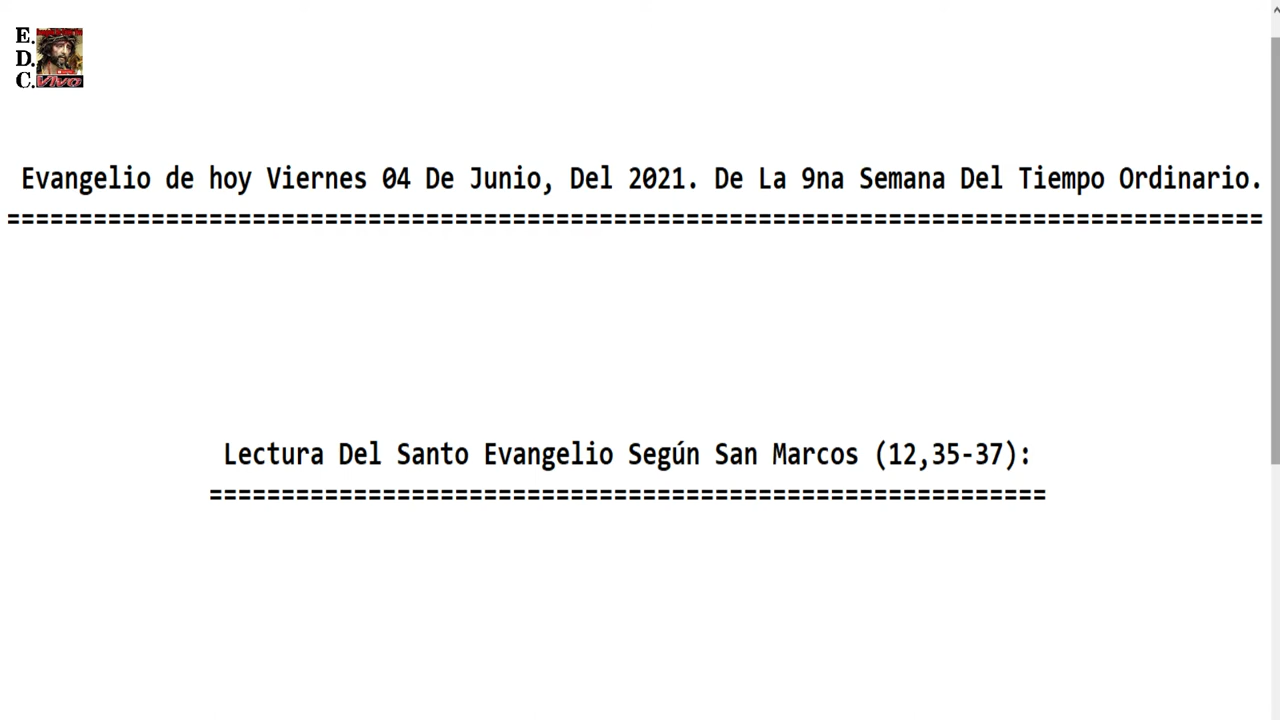 E.
D.
C. Vivo
Evangelio de hoy Viernes 04 De Junio, Del 2021. De La 9na Semana Del Tiempo Ordinario.
=======================================================================================
Lectura Del Santo Evangelio Según San Marcos (12,35-37):
==========================================================